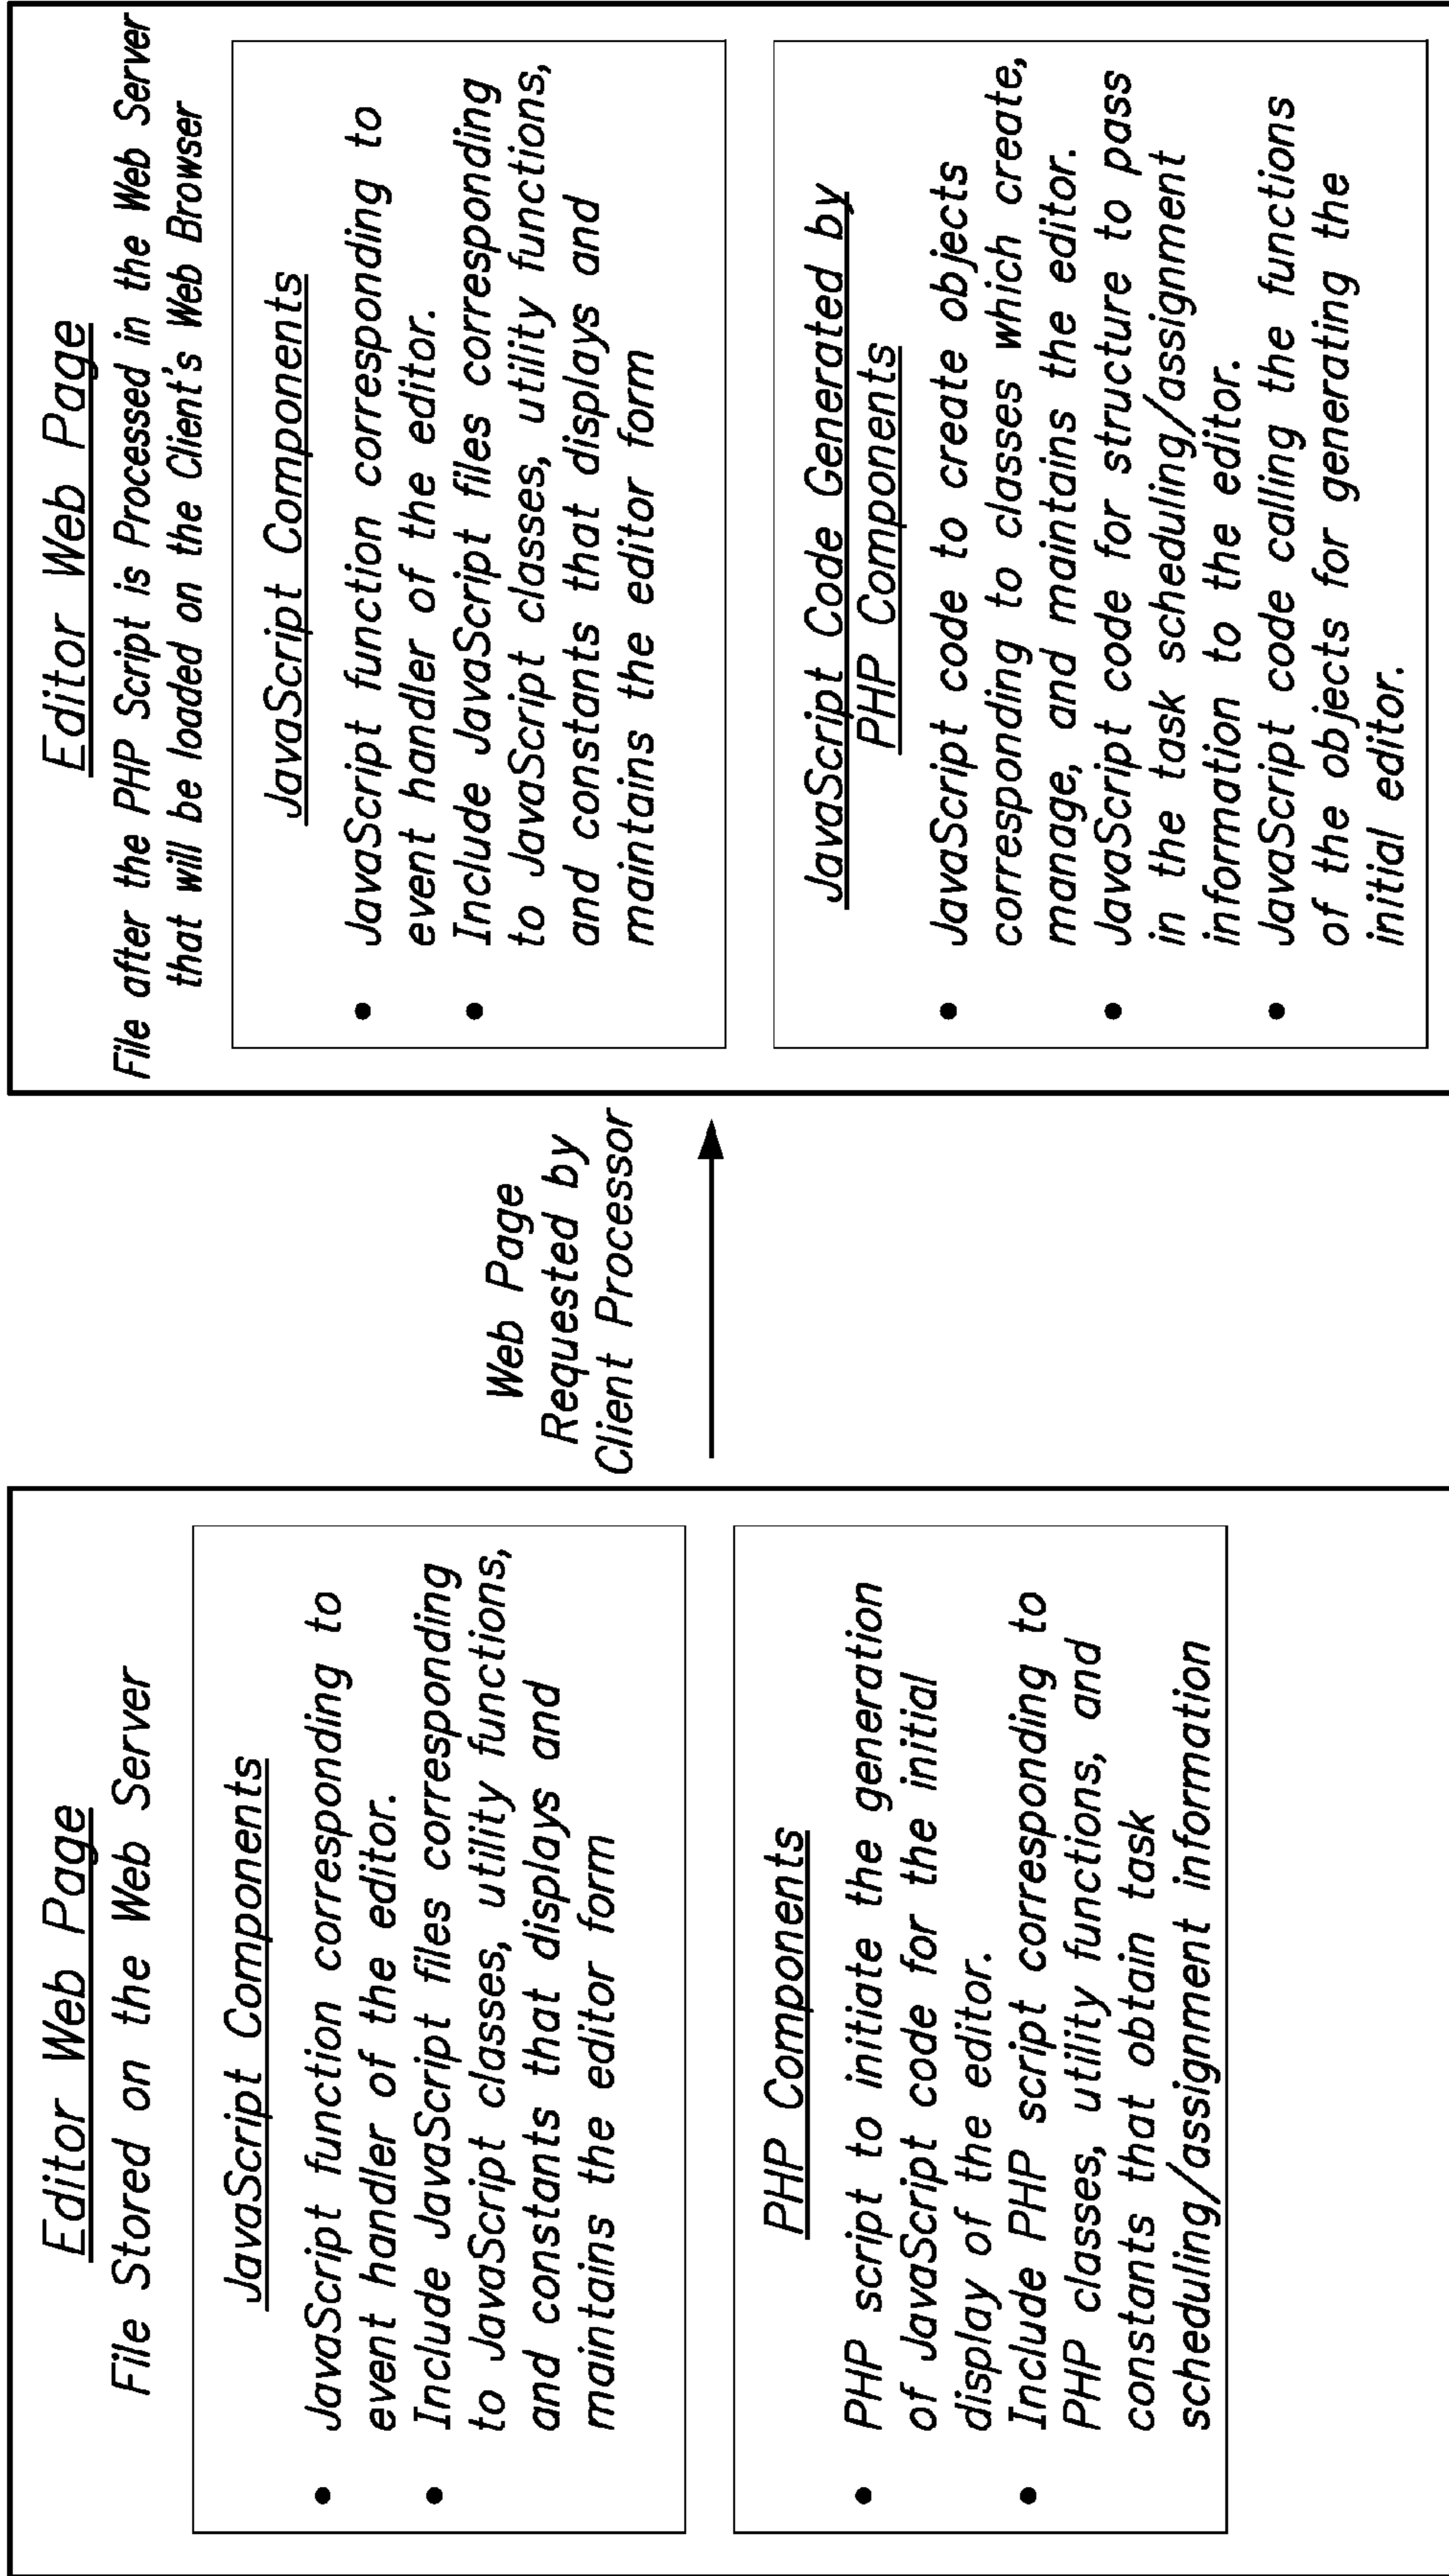 Editor Web Page
File Stored on the Web Server
JavaScript Components
• JavaScript function corresponding to
event handler of the editor.
• Include JavaScript files corresponding
to JavaScript classes, utility functions,
and constants that displays and
maintains the editor form
PHP Components
• PHP script to initiate the generation
of JavaScript code for the initial
display of the editor.
• Include PHP script corresponding to
PHP classes, utility functions, and
constants that obtain task
scheduling/assignment information
Web Page
Requested by
Client Processor
Editor Web Page
File after the PHP Script is Processed in the Web Server
that will be loaded on the Client's Web Browser
JavaScript Components
• JavaScript function corresponding to
event handler of the editor.
• Include JavaScript files corresponding
to JavaScript classes, utility functions,
and constants that displays and
maintains the editor form
JavaScript Code Generated by
PHP Components
• JavaScript code to create objects
corresponding to classes which create,
manage, and maintains the editor.
• JavaScript code for structure to pass
in the task scheduling/assignment
information to the editor.
• JavaScript code calling the functions
of the objects for generating the
initial editor.